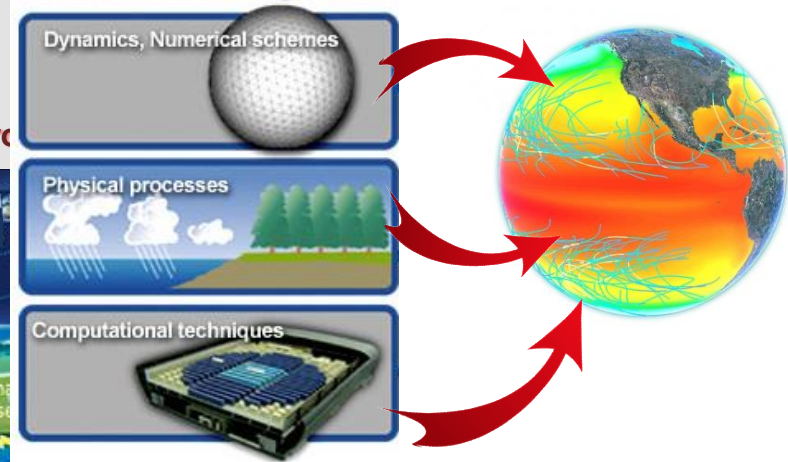 Dynamics, Numerical schemes
Physical processes
Computational techniques